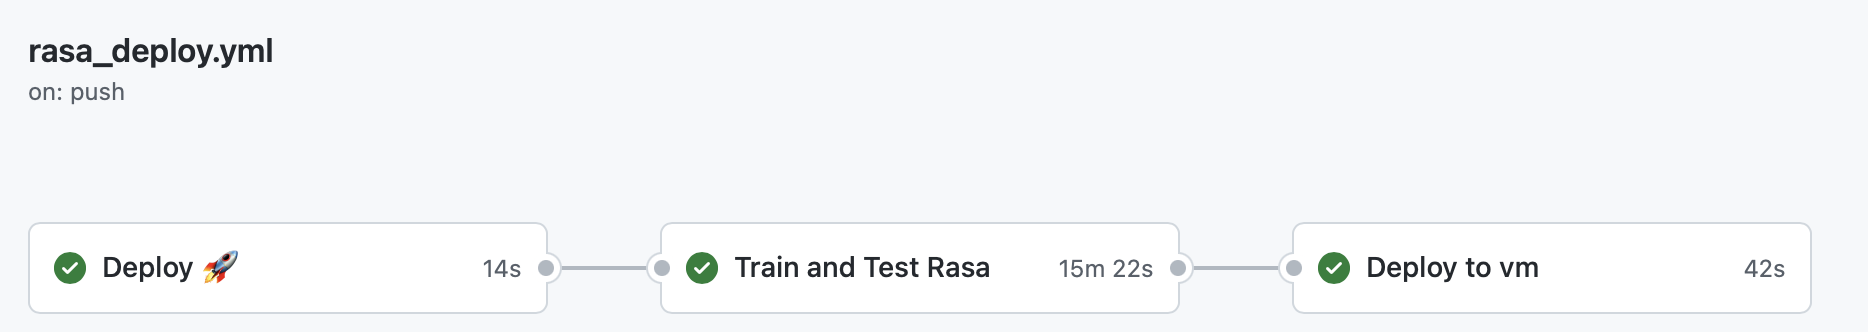 rasa_deploy.yml
on: push
Deploy 🚀 14s
Train and Test Rasa 15m 22s
Deploy to vm 42s